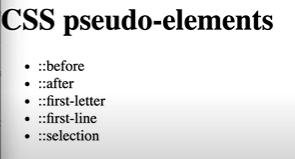 CSS pseudo-elements
• ::before
• ::after
• ::first-letter
• ::first-line
• ::selection